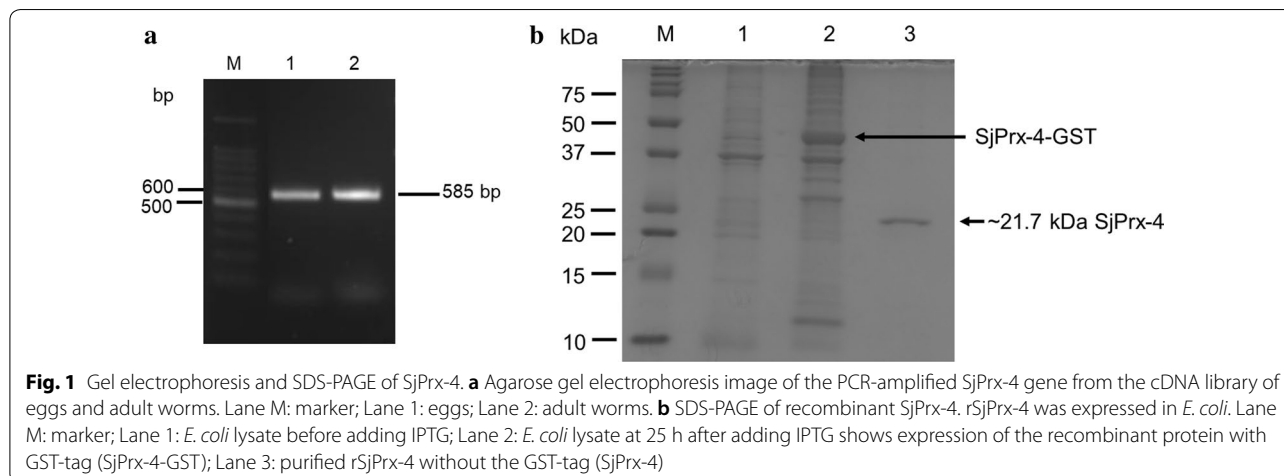 a
M 1 2
bp
600
500
585 bp
b kDa M 1 2 3
75
50
37
25
20
15
10
SjPrx-4-GST
~21.7 kDa SjPrx-4
Fig. 1 Gel electrophoresis and SDS-PAGE of SjPrx-4. a Agarose gel electrophoresis image of the PCR-amplified SjPrx-4 gene from the cDNA library of
eggs and adult worms. Lane M: marker; Lane 1: eggs; Lane 2: adult worms. b SDS-PAGE of recombinant SjPrx-4. rSjPrx-4 was expressed in E. coli. Lane
M: marker; Lane 1: E. coli lysate before adding IPTG; Lane 2: E. coli lysate at 25 h after adding IPTG shows expression of the recombinant protein with
GST-tag (SjPrx-4-GST); Lane 3: purified rSjPrx-4 without the GST-tag (SjPrx-4)